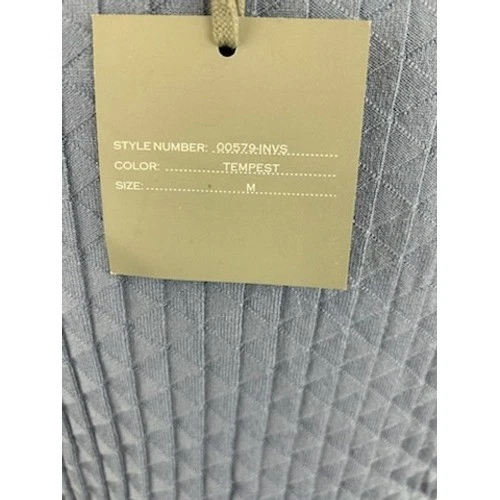 STYLE NUMBER: 00579-INVS
COLOR: TEMPEST
SIZE: M